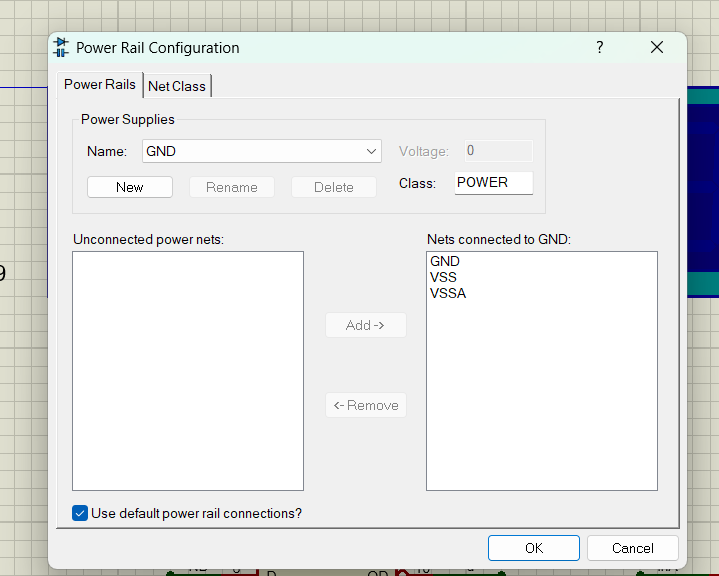 Power Rail Configuration ? ×
Power Rails Net Class
Power Supplies
Name: GND Voltage: 0
New Rename Delete Class: POWER
Unconnected power nets: Nets connected to GND:
GND
VSS
VSSA
Add ->
<- Remove
Use default power rail connections?
OK Cancel
9